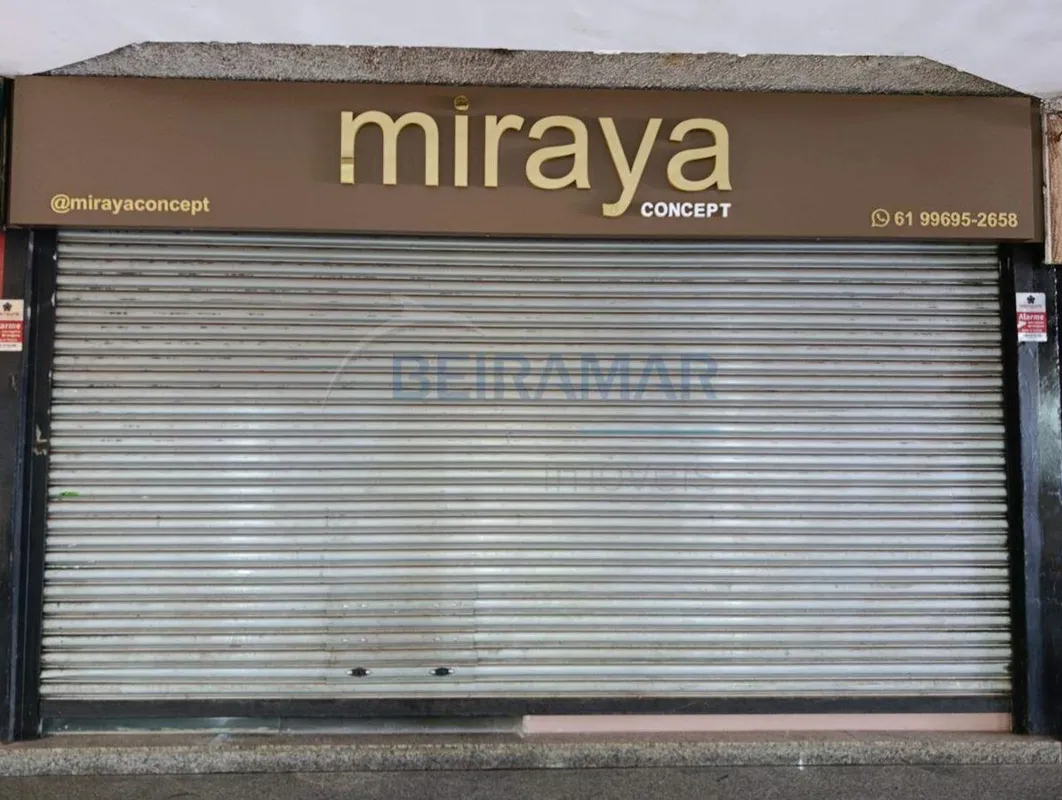 miraya
CONCEPT
@mirayaconcept
61 99695-2658
BEIRAMAR
imóveis
Alarme
Alarme